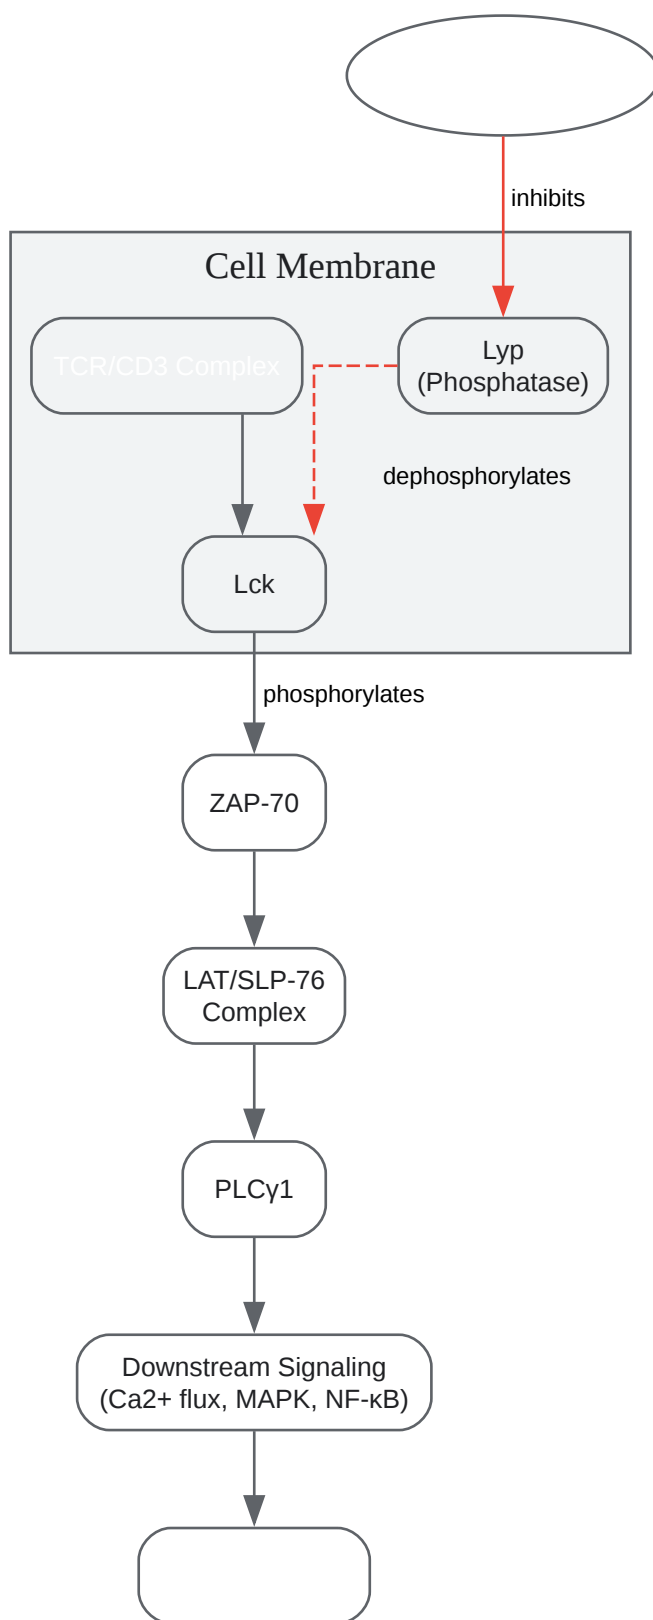 inhibits
Cell Membrane
TCR/CD3 Complex
Lyp
(Phosphatase)
dephosphorylates
Lck
phosphorylates
ZAP-70
LAT/SLP-76
Complex
PLCγ1
Downstream Signaling
(Ca2+ flux, MAPK, NF-κB)